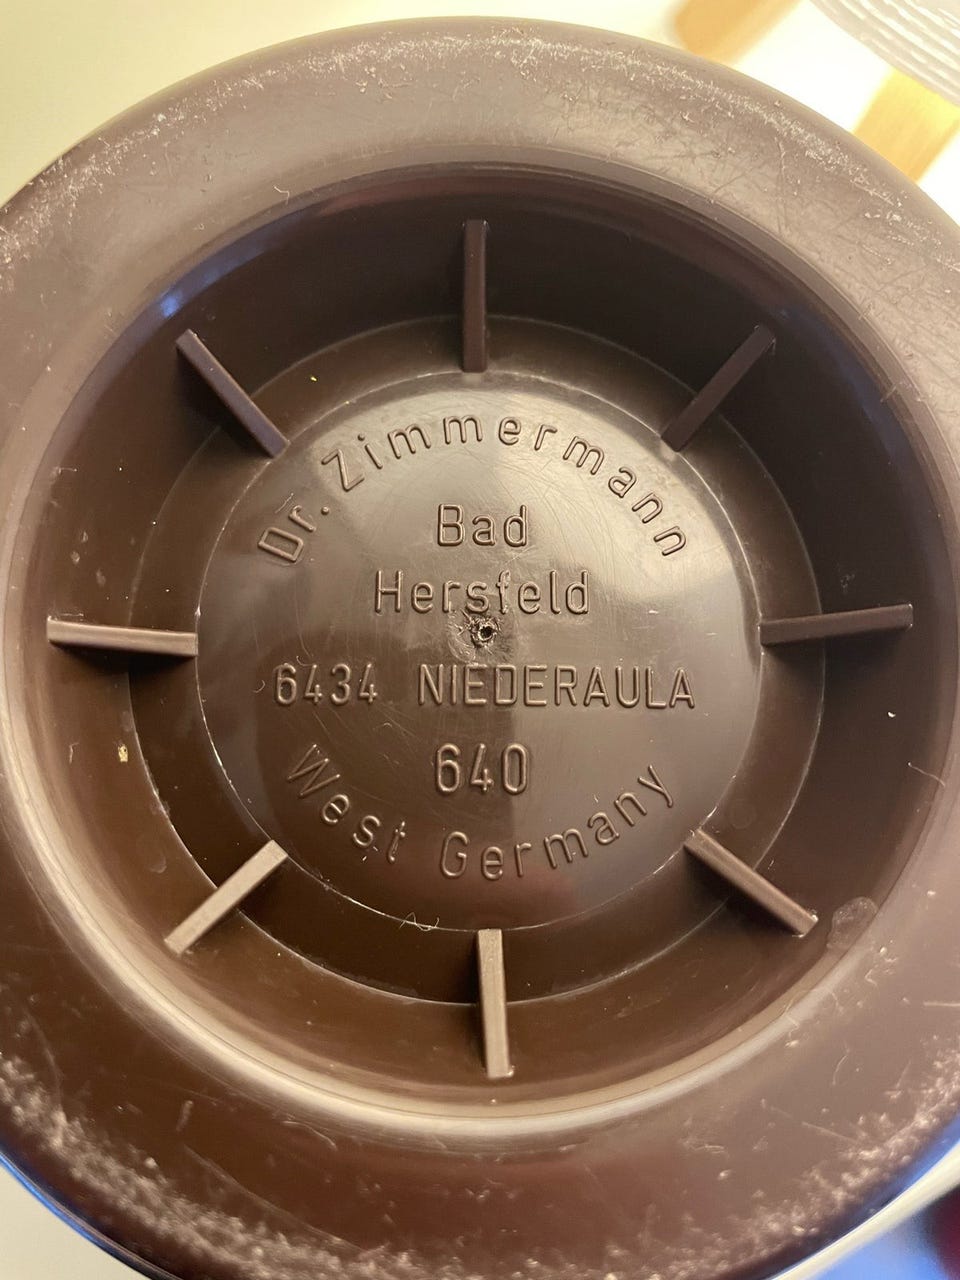 Dr. Zimmermann
Bad
Hersfeld
6434 NIEDERAULA
640
West Germany